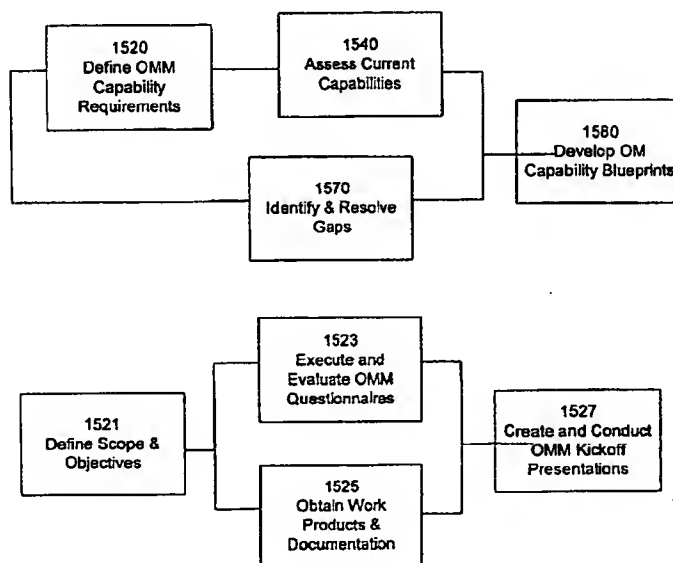 1520
Define OMM
Capability
Requirements
1540
Assess Current
Capabilities
1570
Identify & Resolve
Gaps
1580
Develop OM
Capability Blueprints
1521
Define Scope &
Objectives
1523
Execute and
Evaluate OMM
Questionnaires
1525
Obtain Work
Products &
Documentation
1527
Create and Conduct
OMM Kickoff
Presentations